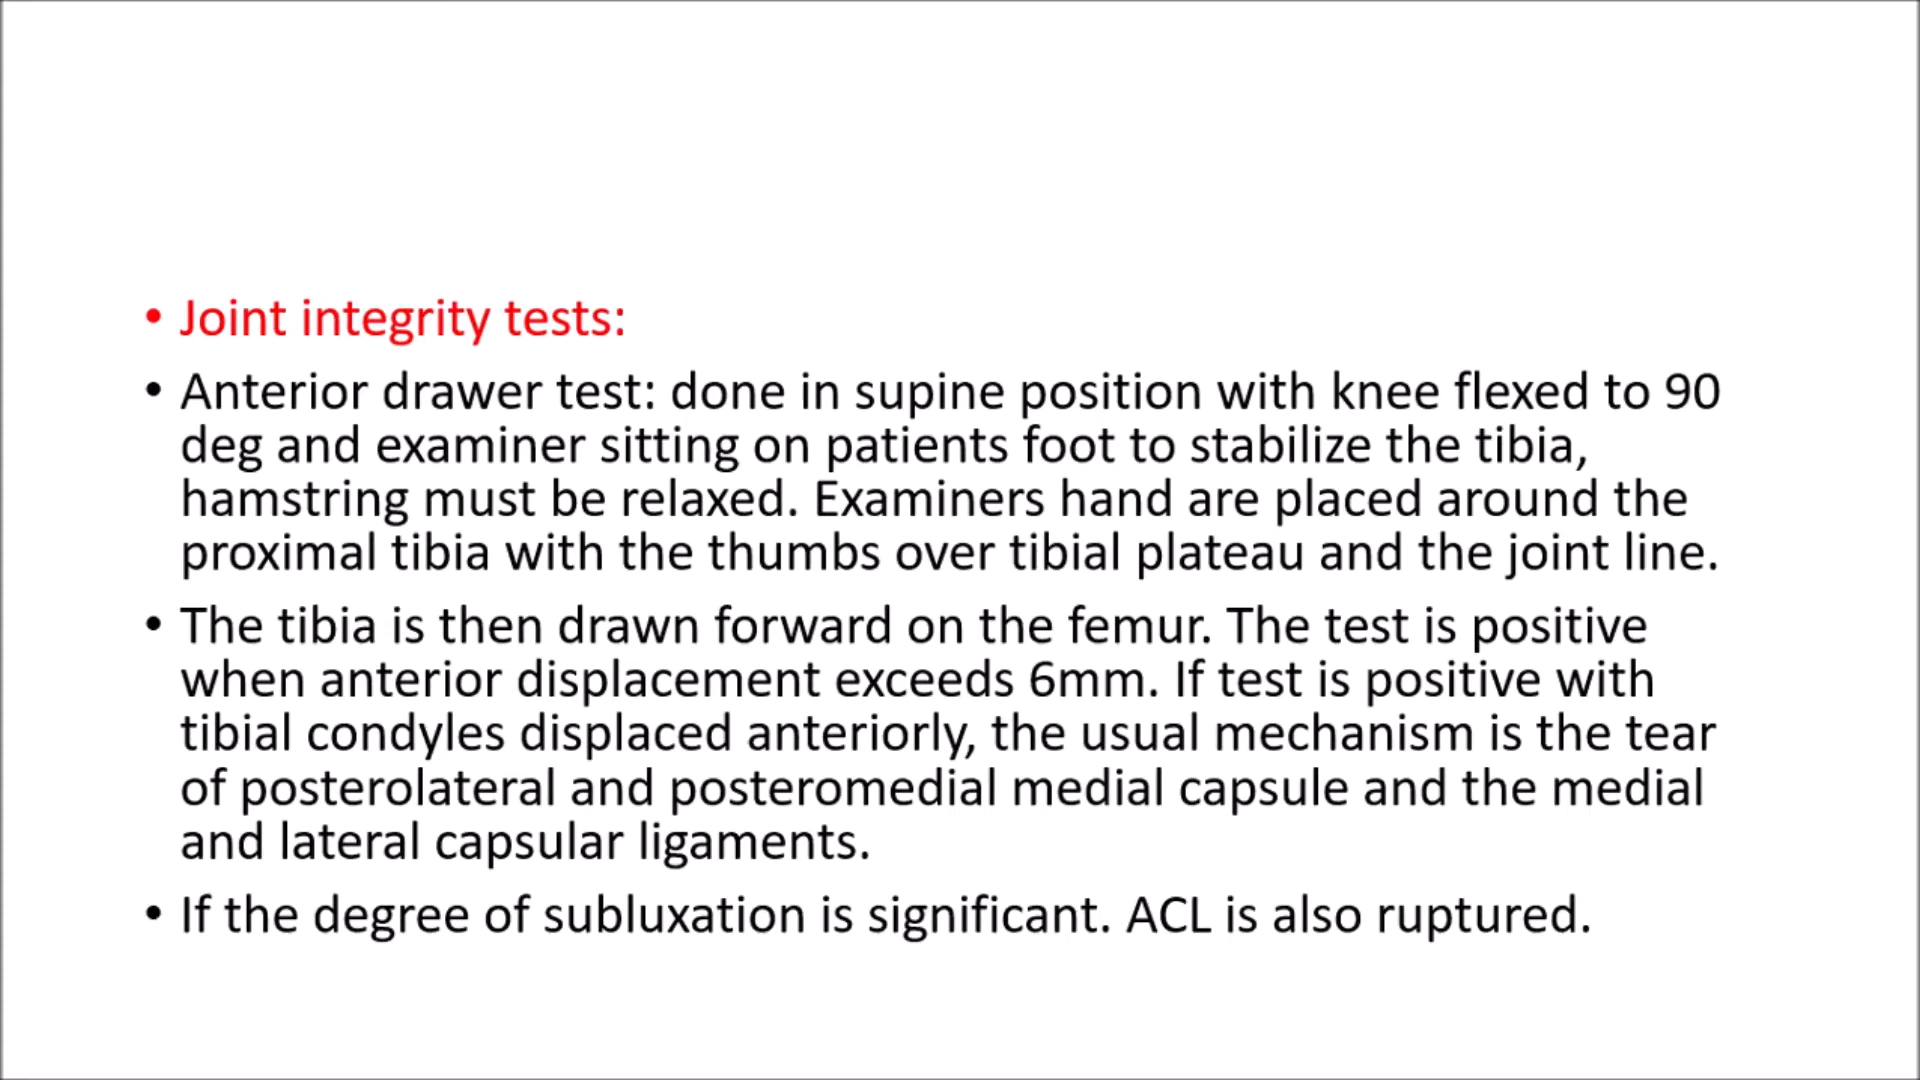 • Joint integrity tests:
• Anterior drawer test: done in supine position with knee flexed to 90
deg and examiner sitting on patients foot to stabilize the tibia,
hamstring must be relaxed. Examiners hand are placed around the
proximal tibia with the thumbs over tibial plateau and the joint line.
• The tibia is then drawn forward on the femur. The test is positive
when anterior displacement exceeds 6mm. If test is positive with
tibial condyles displaced anteriorly, the usual mechanism is the tear
of posterolateral and posteromedial medial capsule and the medial
and lateral capsular ligaments.
• If the degree of subluxation is significant. ACL is also ruptured.